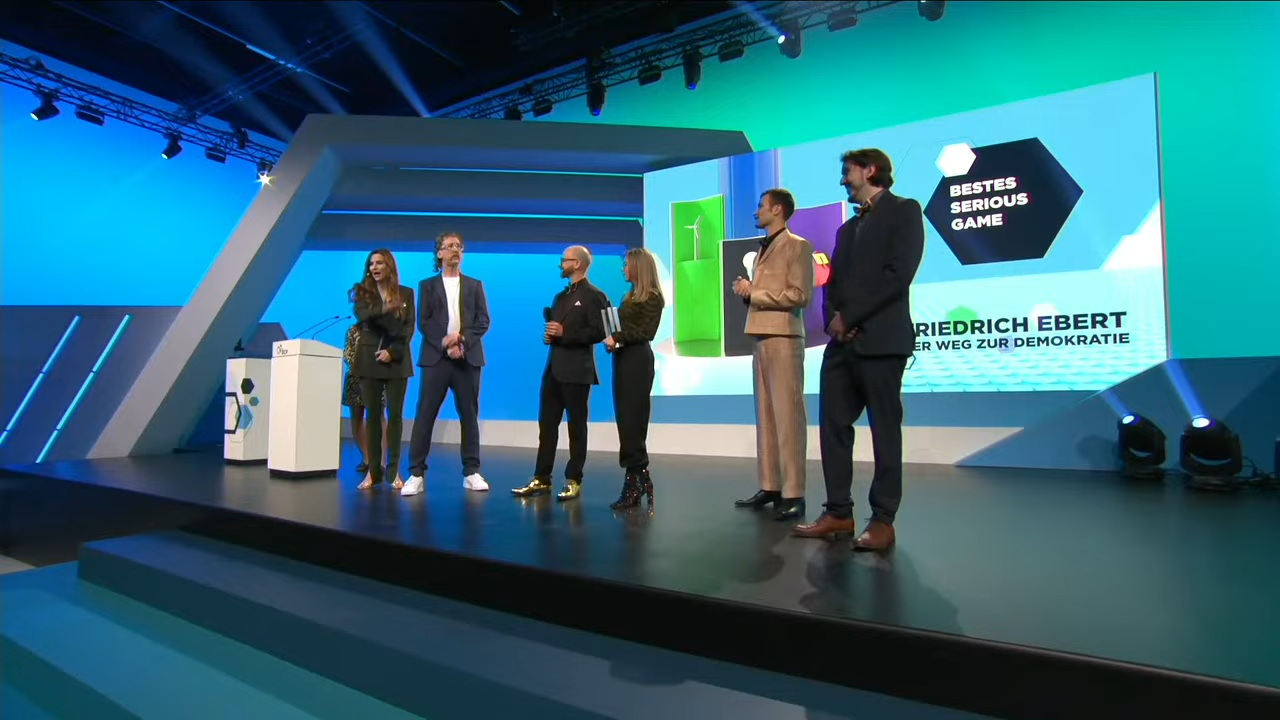 BESTES
SERIOUS
GAME
RIEDRICH EBERT
ER WEG ZUR DEMOKRATIE